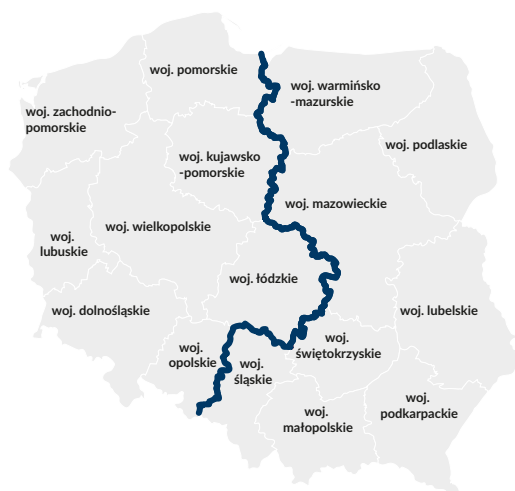 woj. pomorskie
woj. warmińsko
-mazurskie
woj. zachodnio-
pomorskie
woj. podlaskie
woj. kujawsko
-pomorskie
woj. mazowieckie
woj. wielkopolskie
woj.
lubuskie
woj. łódzkie
woj. dolnośląskie
woj. lubelskie
woj.
opolskie
woj.
śląskie
woj.
świętokrzyskie
woj.
małopolskie
woj.
podkarpackie